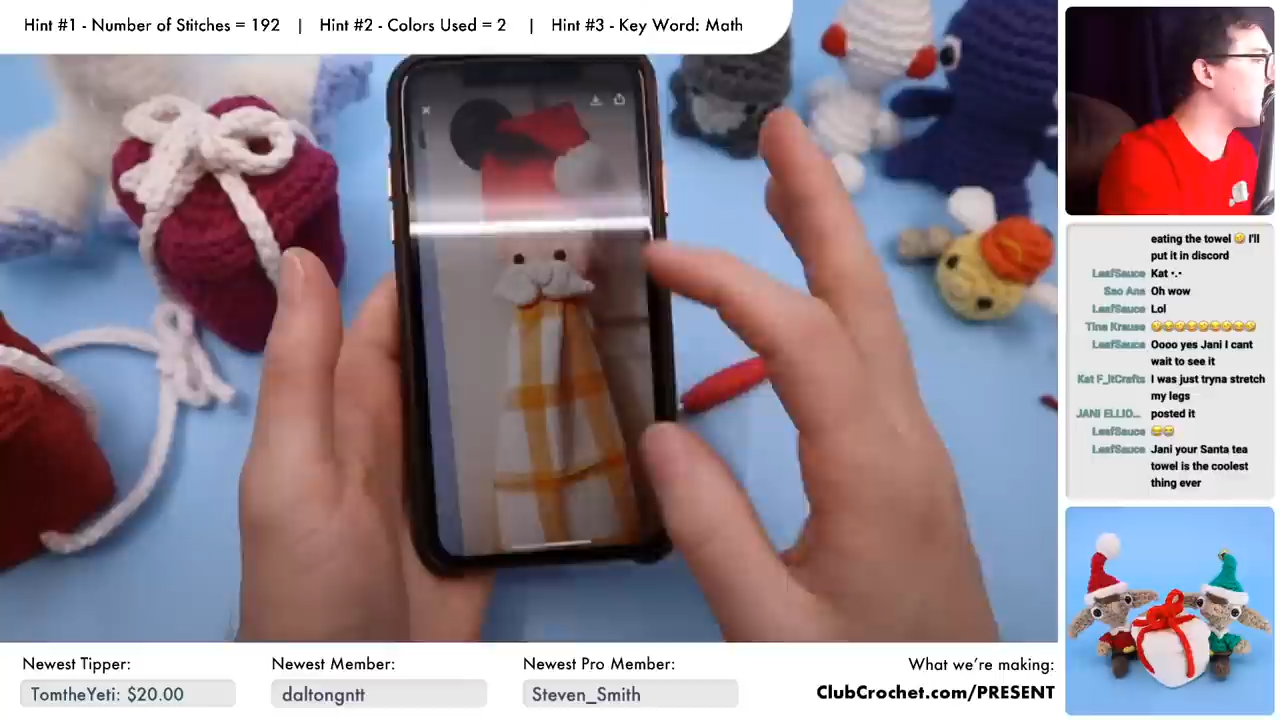 Hint #1 - Number of Stitches = 192 | Hint #2 - Colors Used = 2 | Hint #3 - Key Word: Math
eating the towel 🤣 I'll
put it in discord
LeafSauce Kat •.•
Sao Ana Oh wow
LeafSauce Lol
Tina Krause 🤣😂🤣😂🤣😂🤣😂🤣
LeafSauce Oooo yes Jani I cant
wait to see it
Kat F_ItCrafts I was just tryna stretch
my legs
JANI ELLIO... posted it
LeafSauce 😂😂
LeafSauce Jani your Santa tea
towel is the coolest
thing ever
Newest Tipper: Newest Member: Newest Pro Member: What we're making:
TomtheYeti: $20.00 daltongntt Steven_Smith ClubCrochet.com/PRESENT